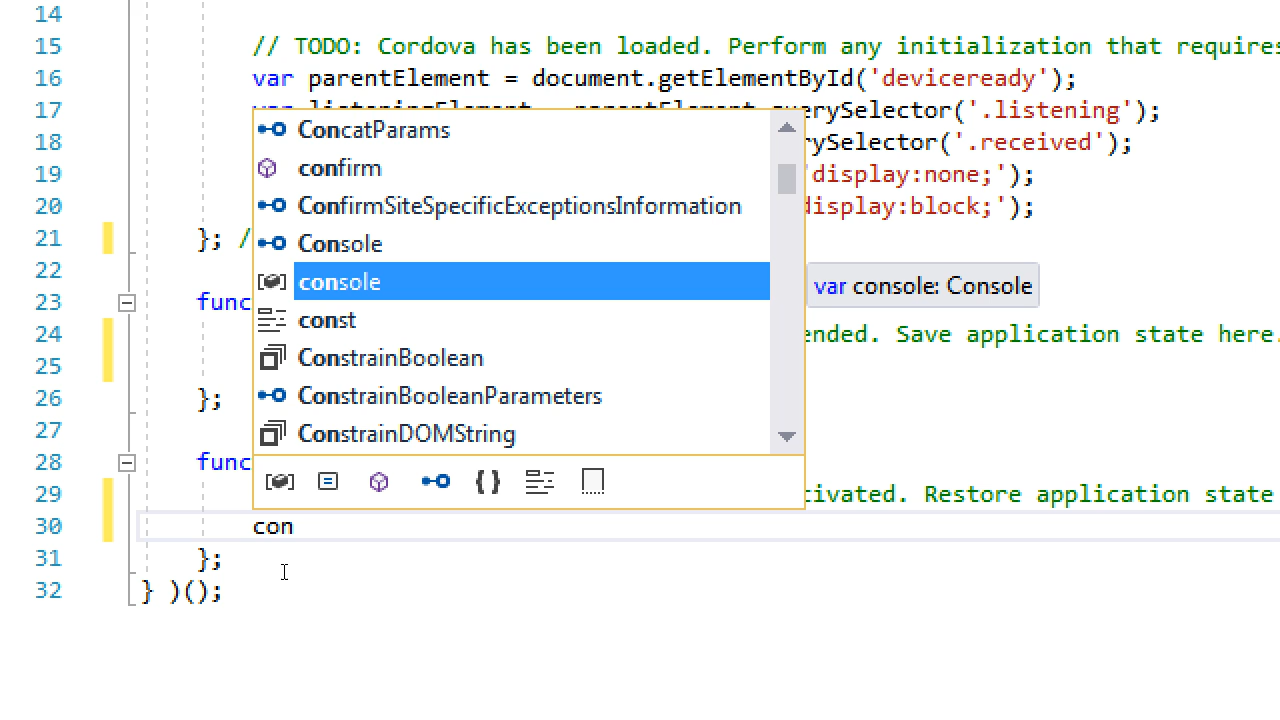 14
15 // TODO: Cordova has been loaded. Perform any initialization that requires
16 var parentElement = document.getElementById('deviceready');
17 var listeningElement = parentElement.querySelector('.listening');
ConcatParams
18 rySelector('.received');
confirm
19 'display:none;');
20 display:block;');
ConfirmSiteSpecificExceptionsInformation
21 }; /
Console
22
console
var console: Console
23 func
const
24 ended. Save application state here.
25
ConstrainBoolean
26 };
ConstrainBooleanParameters
27
ConstrainDOMString
28 func
29 tivated. Restore application state
30 con
31 };
32 } )();